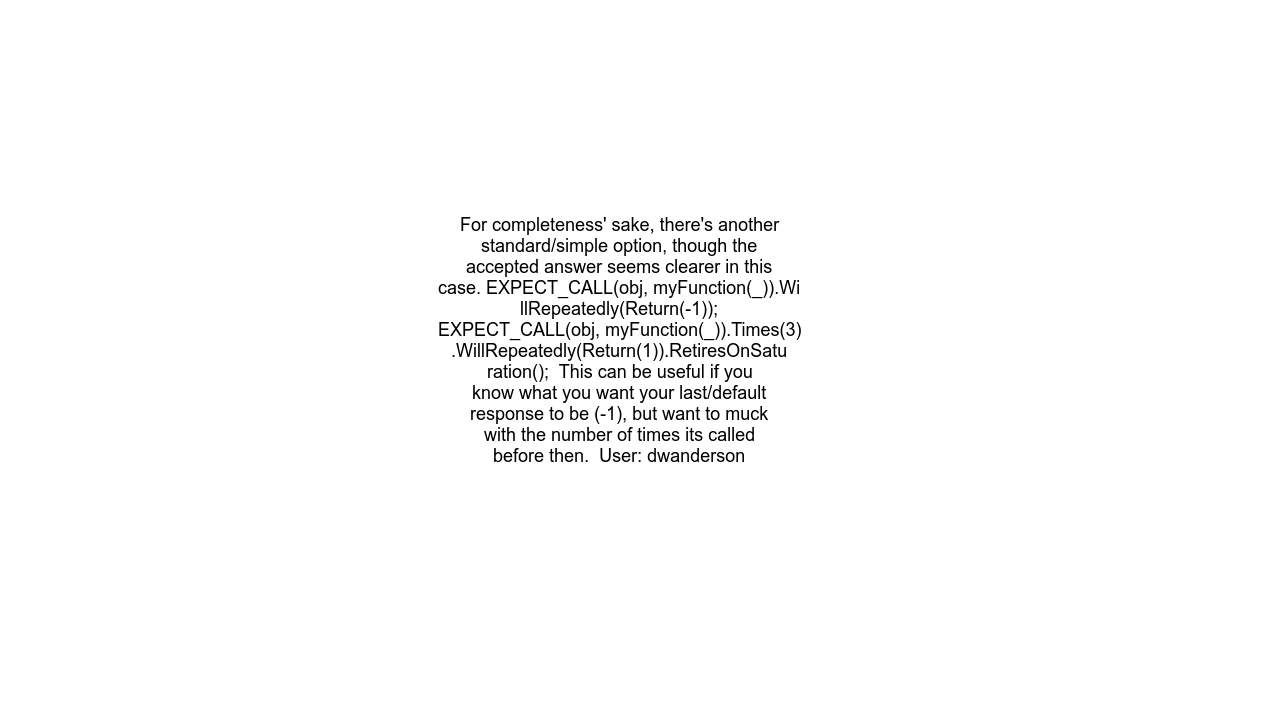 For completeness' sake, there's another
standard/simple option, though the
accepted answer seems clearer in this
case. EXPECT_CALL(obj, myFunction(_)).Wi
llRepeatedly(Return(-1));
EXPECT_CALL(obj, myFunction(_)).Times(3)
.WillRepeatedly(Return(1)).RetiresOnSatu
ration();  This can be useful if you
know what you want your last/default
response to be (-1), but want to muck
with the number of times its called
before then.  User: dwanderson